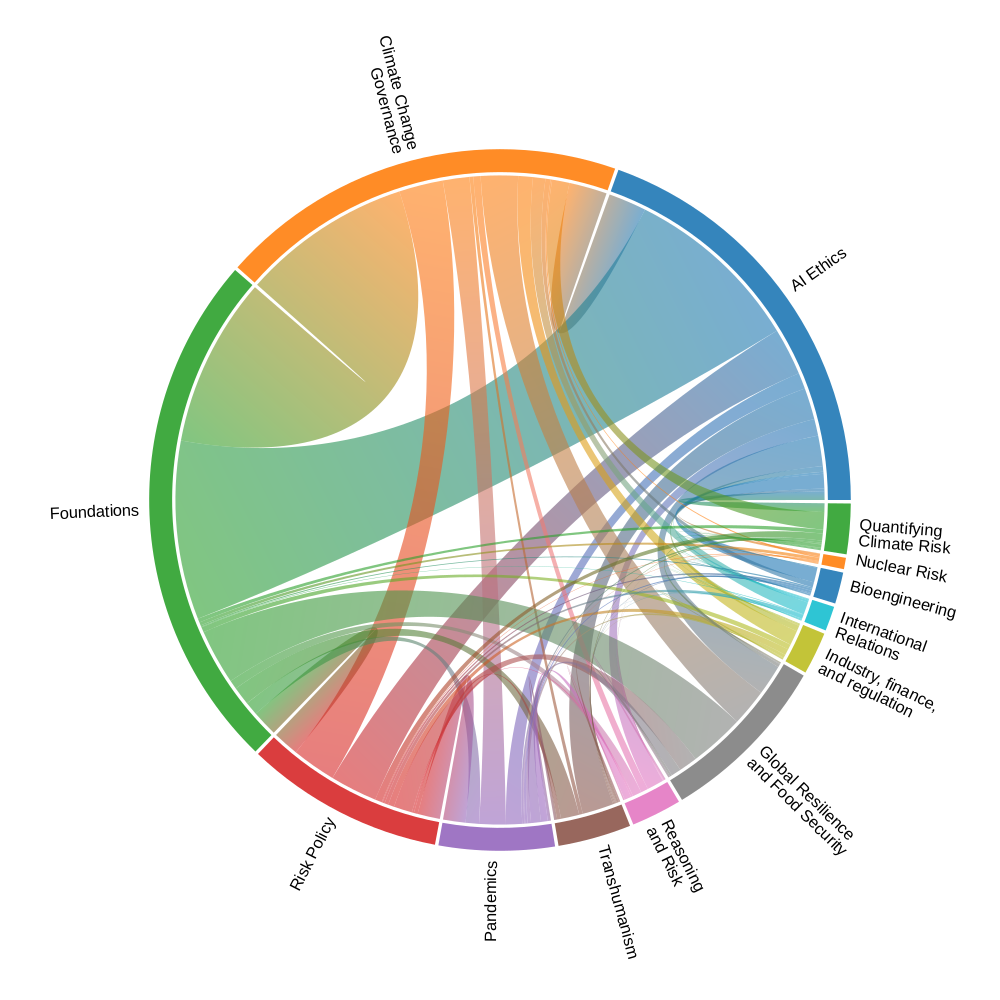 Climate Change
Governance
AI Ethics
Foundations
Quantifying
Climate Risk
Nuclear Risk
Bioengineering
International
Relations
Industry, finance,
and regulation
Global Resilience
and Food Security
Reasoning
and Risk
Transhumanism
Pandemics
Risk Policy